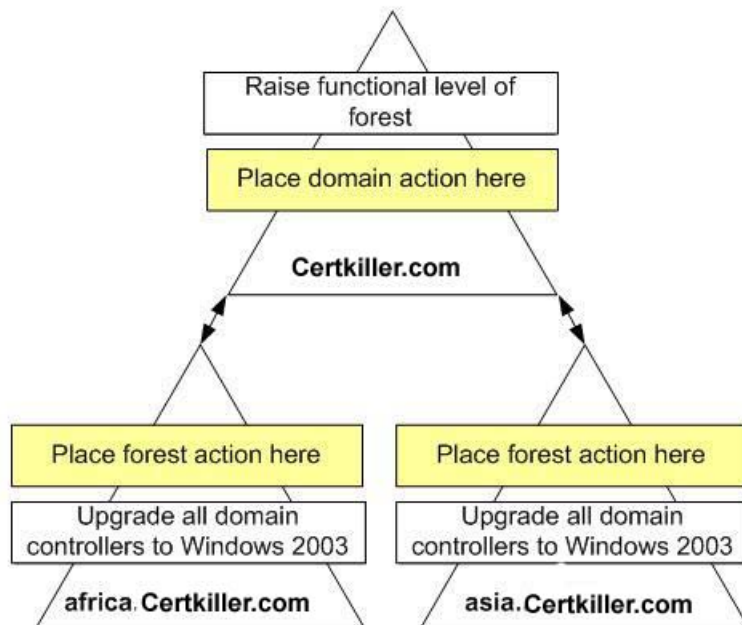 Raise functional level of
forest
Place domain action here
Certkiller.com
Place forest action here
Place forest action here
Upgrade all domain
controllers to Windows 2003
Upgrade all domain
controllers to Windows 2003
africa.Certkiller.com
asia.Certkiller.com